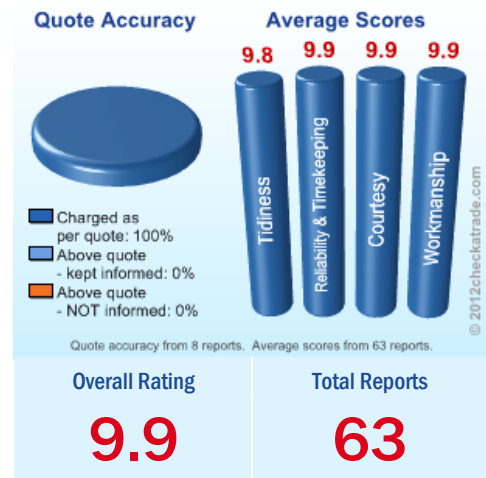 Quote Accuracy
Average Scores
9.8
9.9
9.9
9.9
Tidiness
Reliability & Timekeeping
Courtesy
Workmanship
Charged as
per quote: 100%
Above quote
- kept informed: 0%
Above quote
- NOT informed: 0%
© 2012checkatrade.com
Quote accuracy from 8 reports. Average scores from 63 reports.
Overall Rating
Total Reports
9.9
63